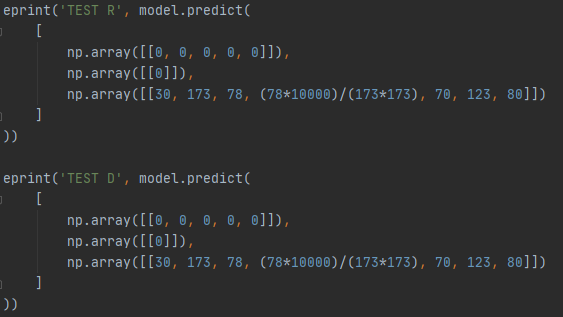 eprint('TEST R', model.predict(
[
np.array([[0, 0, 0, 0, 0]]),
np.array([[0]]),
np.array([[30, 173, 78, (78*10000)/(173*173), 70, 123, 80]])
]
))
eprint('TEST D', model.predict(
[
np.array([[0, 0, 0, 0, 0]]),
np.array([[0]]),
np.array([[30, 173, 78, (78*10000)/(173*173), 70, 123, 80]])
]
))